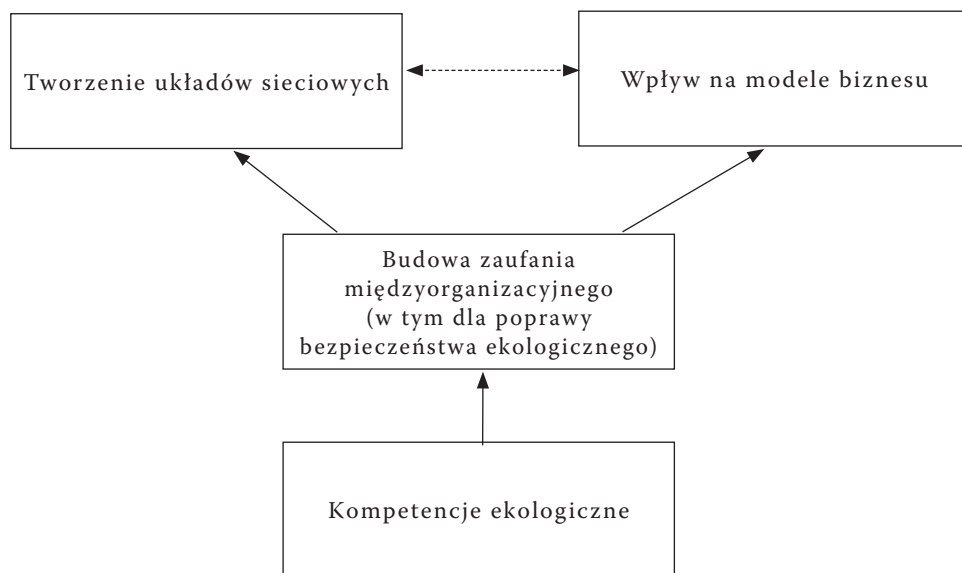 Tworzenie układów sieciowych
Wpływ na modele biznesu
Budowa zaufania
międzyorganizacyjnego
(w tym dla poprawy
bezpieczeństwa ekologicznego)
Kompetencje ekologiczne